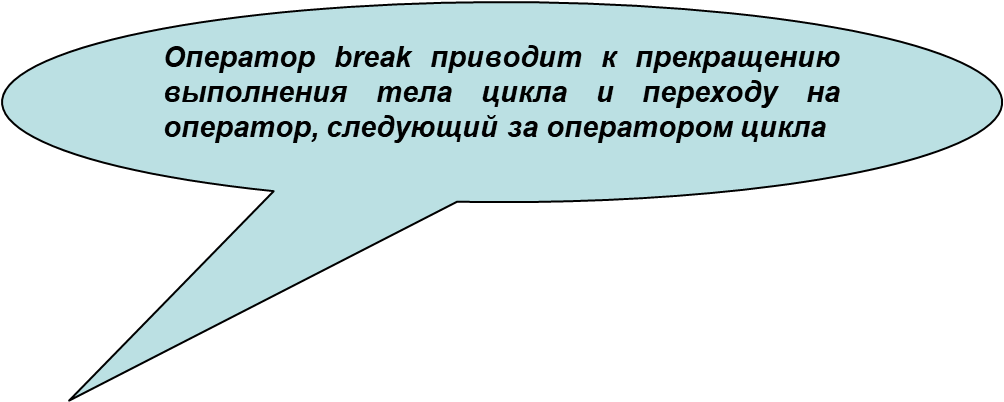 Оператор break приводит к прекращению
выполнения тела цикла и переходу на
оператор, следующий за оператором цикла